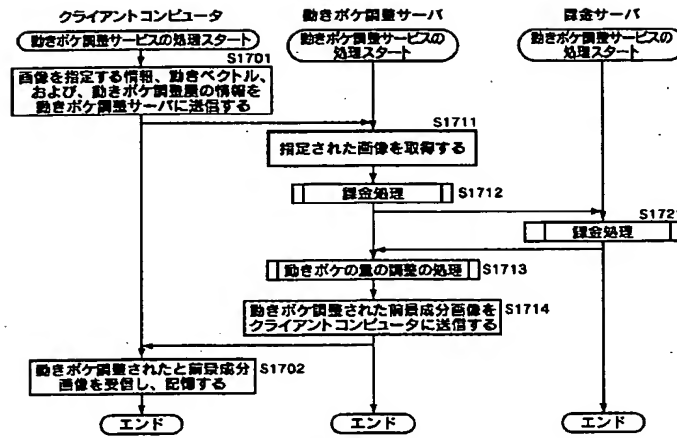 クライアントコンピュータ
動きボケ調整サーバ
課金サーバ
動きボケ調整サービスの処理スタート
動きボケ調整サービスの
処理スタート
動きボケ調整サービスの
処理スタート
S1701
画像を指定する情報、動きベクトル、
および、動きボケ調整量の情報を
動きボケ調整サーバに送信する
S1711
指定された画像を取得する
課金処理
S1712
S1721
課金処理
動きボケの量の調整の処理
S1713
動きボケ調整された前景成分画像を
クライアントコンピュータに送信する
S1714
動きボケ調整されたと前景成分
画像を受信し、記憶する
S1702
エンド
エンド
エンド